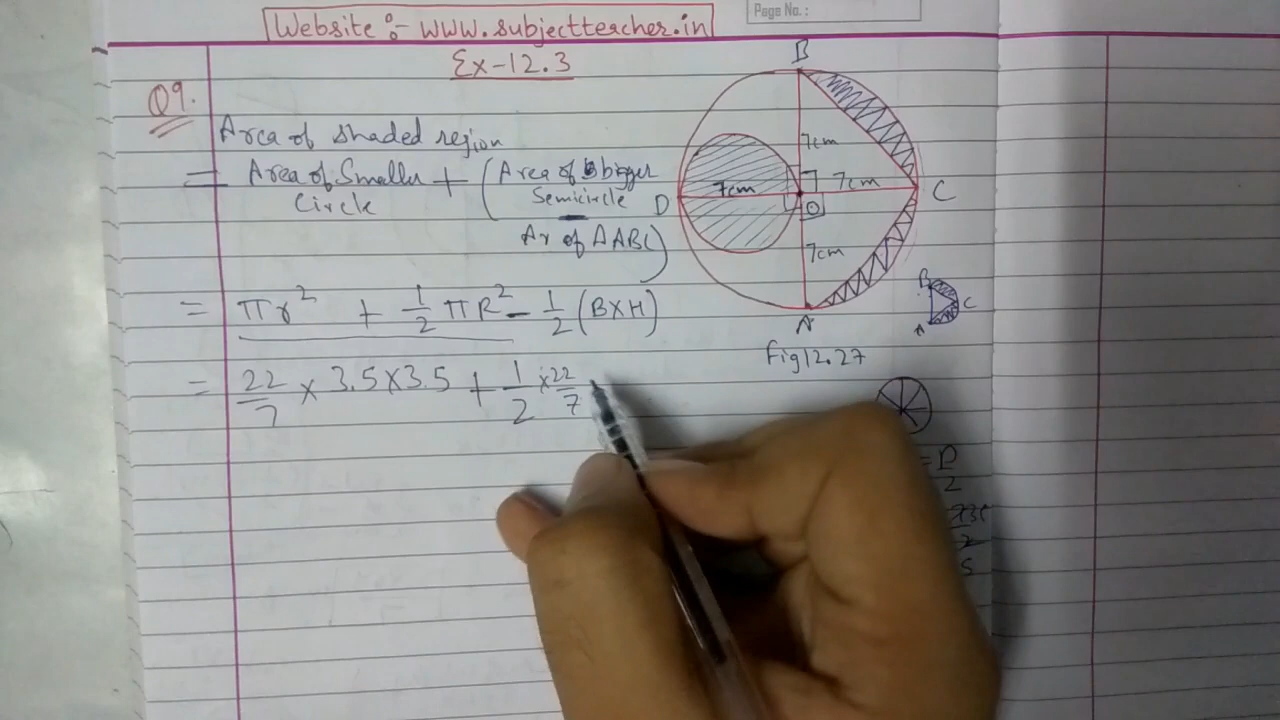 Page No. :
Website :- www.subjectteacher.in
Ex-12.3
Q9.
Area of shaded region
= Area of Smaller Circle + (Area of bigger Semicircle - Ar of ΔABC)
= πr² + 1/2 πR² - 1/2 (B×H)
= 22/7 × 3.5×3.5 + 1/2 × 22/7
B
7cm
7cm
7cm
D
O
C
7cm
A
Fig 12.27
B
C
A